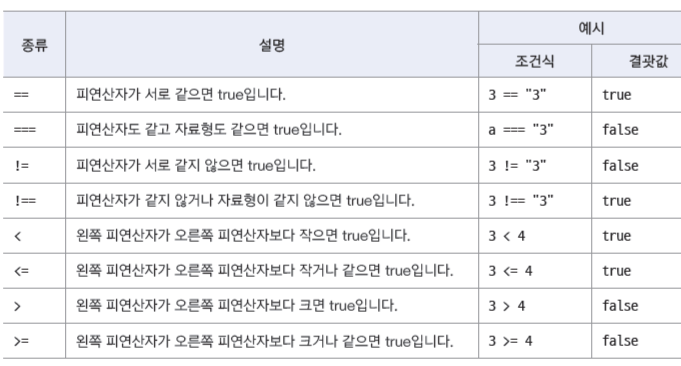 종류 설명 예시
조건식 결괏값
== 피연산자가 서로 같으면 true입니다. 3 == "3" true
=== 피연산자도 같고 자료형도 같으면 true입니다. a === "3" false
!= 피연산자가 서로 같지 않으면 true입니다. 3 != "3" false
!== 피연산자가 같지 않거나 자료형이 같지 않으면 true입니다. 3 !== "3" true
< 왼쪽 피연산자가 오른쪽 피연산자보다 작으면 true입니다. 3 < 4 true
<= 왼쪽 피연산자가 오른쪽 피연산자보다 작거나 같으면 true입니다. 3 <= 4 true
> 왼쪽 피연산자가 오른쪽 피연산자보다 크면 true입니다. 3 > 4 false
>= 왼쪽 피연산자가 오른쪽 피연산자보다 크거나 같으면 true입니다. 3 >= 4 false